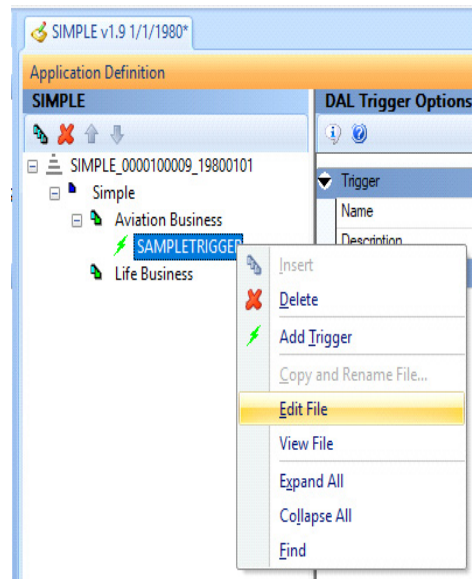 SIMPLE v1.9 1/1/1980*
Application Definition
SIMPLE
DAL Trigger Options
SIMPLE_0000100009_19800101
Trigger
Simple
Name
Aviation Business
Description
SAMPLETRIGGER
Life Business
Insert
Delete
Add Trigger
Copy and Rename File...
Edit File
View File
Expand All
Collapse All
Find